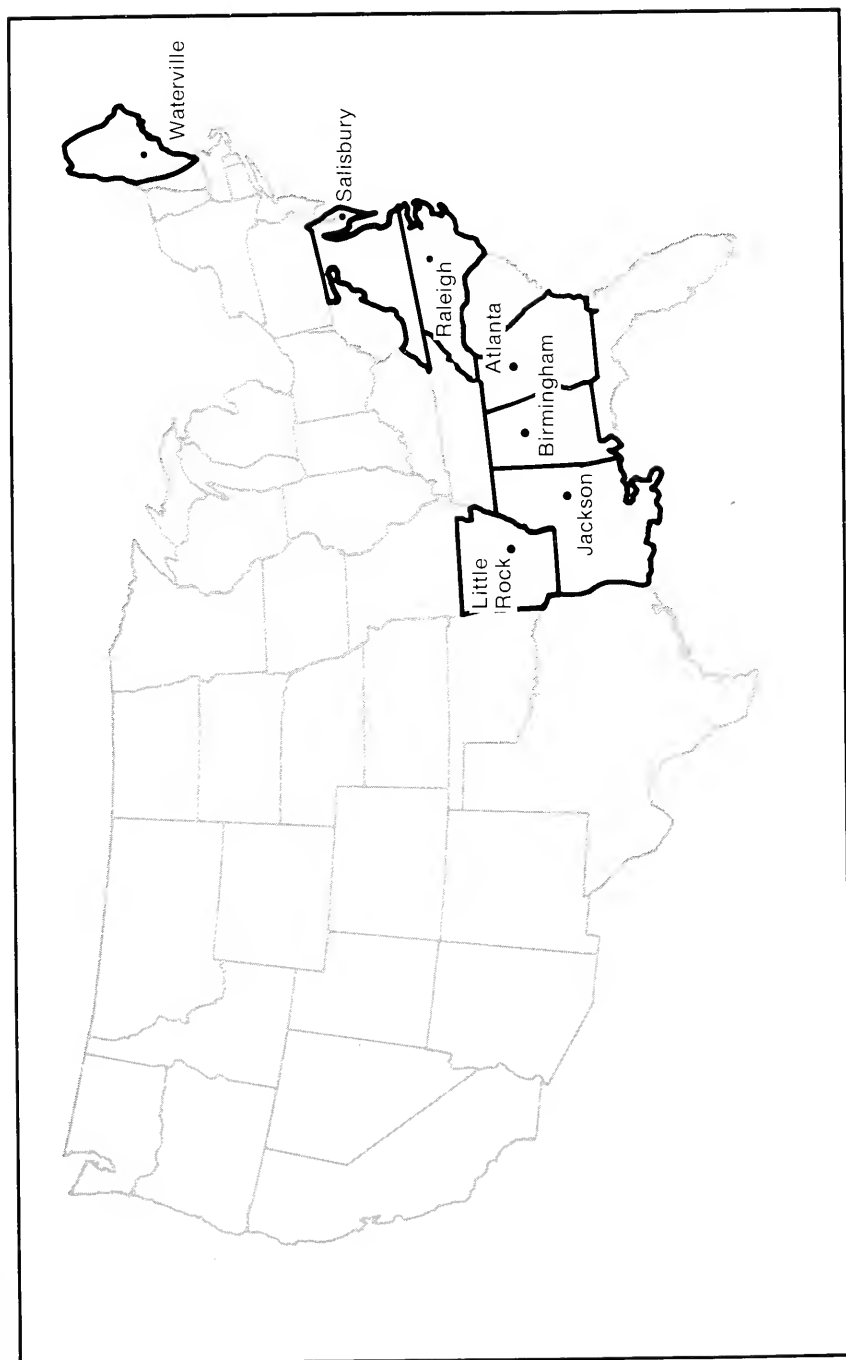 Waterville
Salisbury
Raleigh
Atlanta
Birmingham
Jackson
Little
Rock